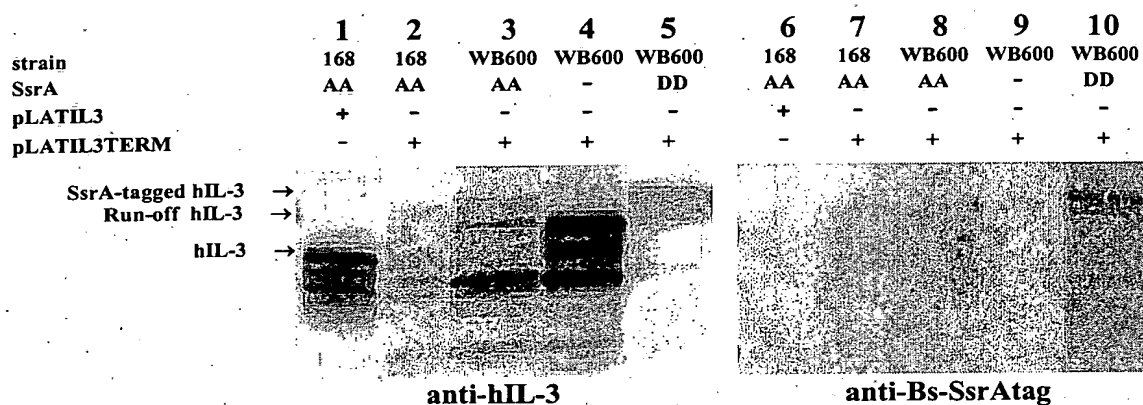 1 2 3 4 5 6 7 8 9 10
strain 168 168 WB600 WB600 WB600 168 168 WB600 WB600 WB600
SsrA AA AA AA - DD AA AA AA - DD
pLATIL3 + - - - - + - - - -
pLATIL3TERM - + + + + - + + + +
SsrA-tagged hIL-3 →
Run-off hIL-3 →
hIL-3 →
anti-hIL-3 anti-Bs-SsrAtag